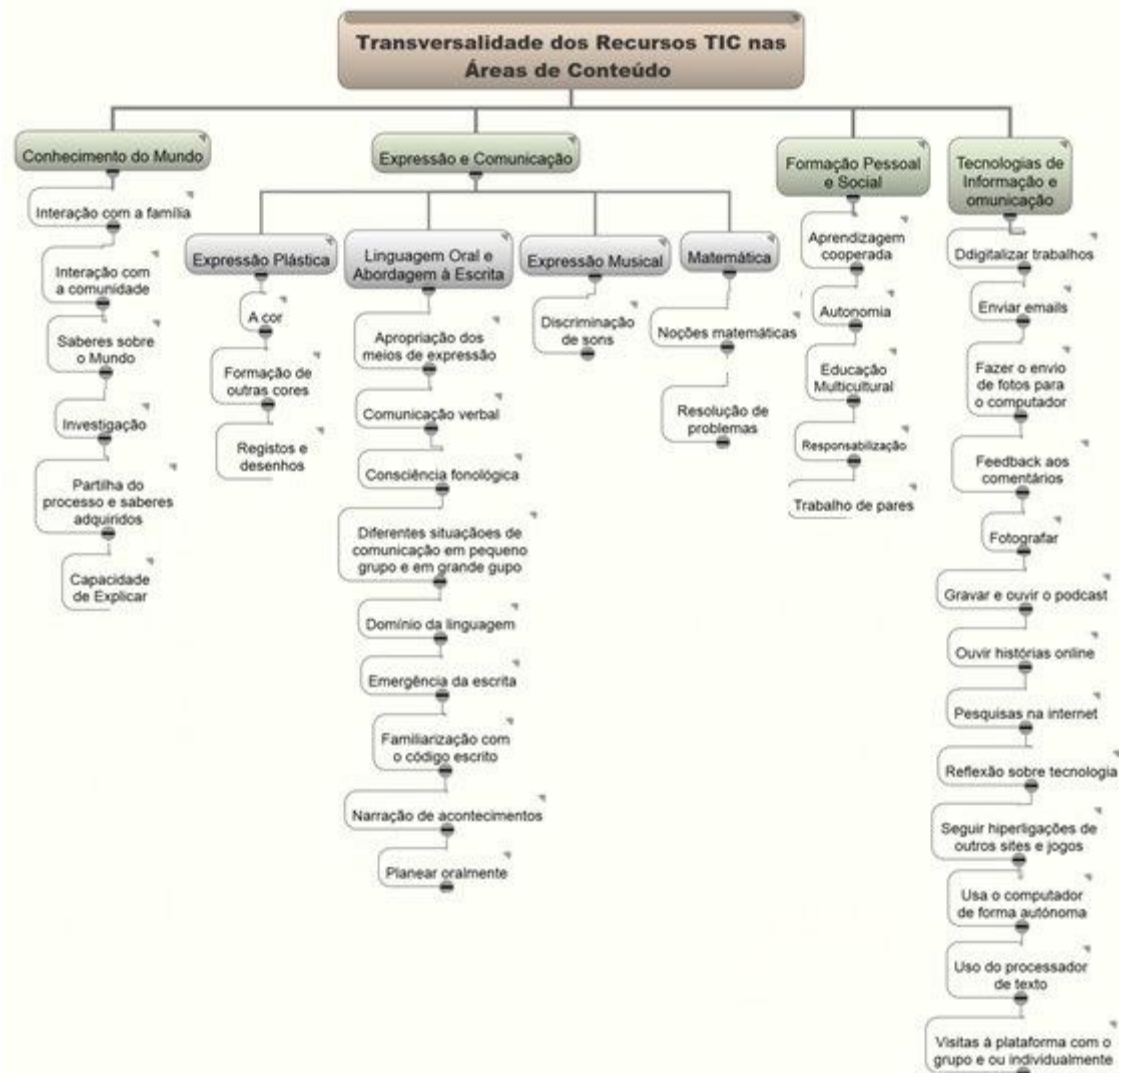 Transversalidade dos Recursos TIC nas
Áreas de Conteúdo
Conhecimento do Mundo
Interação com a família
Interação com
a comunidade
Saberes sobre
o Mundo
Investigação
Partilha do
processo e saberes
adquiridos
Capacidade
de Explicar
Expressão e Comunicação
Expressão Plástica
A cor
Formação de
outras cores
Registos e
desenhos
Linguagem Oral e
Abordagem à Escrita
Apropriação dos
meios de expressão
Comunicação verbal
Consciência fonológica
Diferentes situaçãoes de
comunicação em pequeno
grupo e em grande gupo
Domínio da linguagem
Emergência da escrita
Familiarização com
o código escrito
Narração de acontecimentos
Planear oralmente
Expressão Musical
Discriminação
de sons
Matemática
Noções matemáticas
Resolução de
problemas
Formação Pessoal
e Social
Aprendizagem
cooperada
Autonomia
Educação
Multicultural
Responsabilização
Trabalho de pares
Tecnologias de
Informação e
omunicação
Ddigitalizar trabalhos
Enviar emails
Fazer o envio
de fotos para
o computador
Feedback aos
comentários
Fotografar
Gravar e ouvir o podcast
Ouvir histórias online
Pesquisas na internet
Reflexão sobre tecnologia
Seguir hiperligações de
outros sites e jogos
Usa o computador
de forma autónoma
Uso do processador
de texto
Visitas á plataforma com o
grupo e ou individualmente